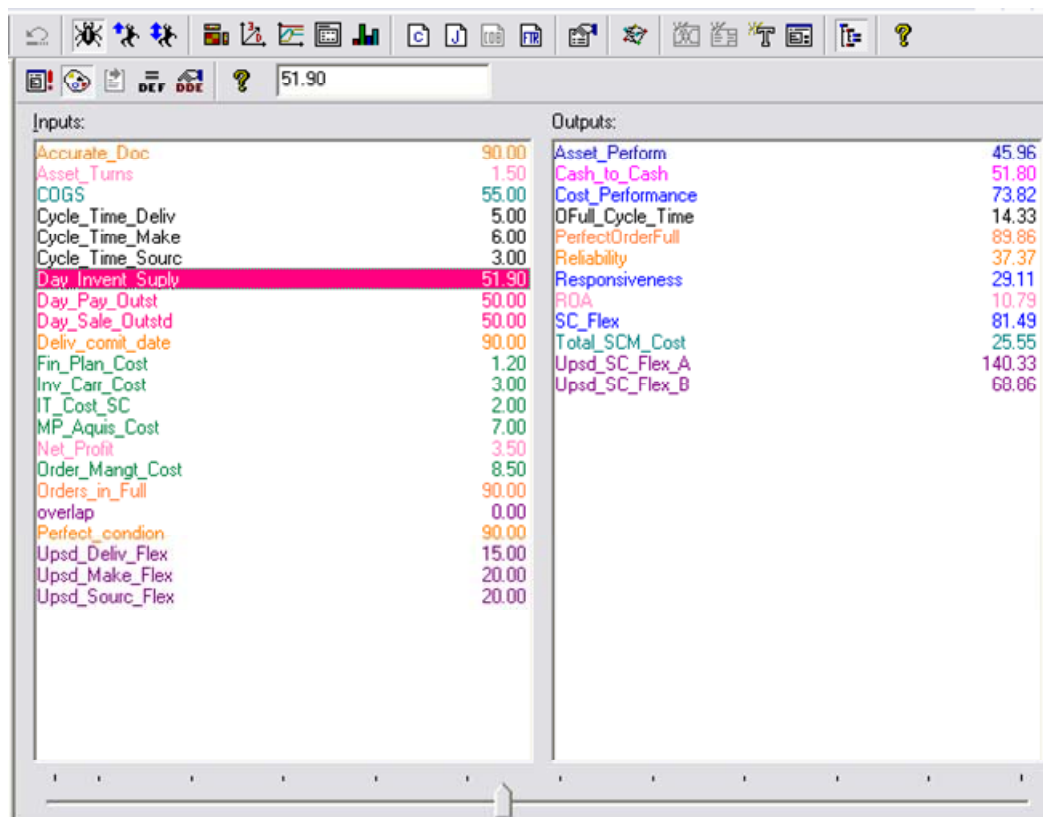 C J COB FTR
DEF DDE 51.90
Inputs: Outputs:
Accurate_Doc 90.00 Asset_Perform 45.96
Asset_Turns 1.50 Cash_to_Cash 51.80
COGS 55.00 Cost_Performance 73.82
Cycle_Time_Deliv 5.00 OFull_Cycle_Time 14.33
Cycle_Time_Make 6.00 PerfectOrderFull 89.86
Cycle_Time_Sourc 3.00 Reliability 37.37
Day_Invent_Suply 51.90 Responsiveness 29.11
Day_Pay_Outst 50.00 ROA 10.79
Day_Sale_Outstd 50.00 SC_Flex 81.49
Deliv_comit_date 90.00 Total_SCM_Cost 25.55
Fin_Plan_Cost 1.20 Upsd_SC_Flex_A 140.33
Inv_Carr_Cost 3.00 Upsd_SC_Flex_B 68.86
IT_Cost_SC 2.00
MP_Aquis_Cost 7.00
Net_Profit 3.50
Order_Mangt_Cost 8.50
Orders_in_Full 90.00
overlap 0.00
Perfect_condion 90.00
Upsd_Deliv_Flex 15.00
Upsd_Make_Flex 20.00
Upsd_Sourc_Flex 20.00